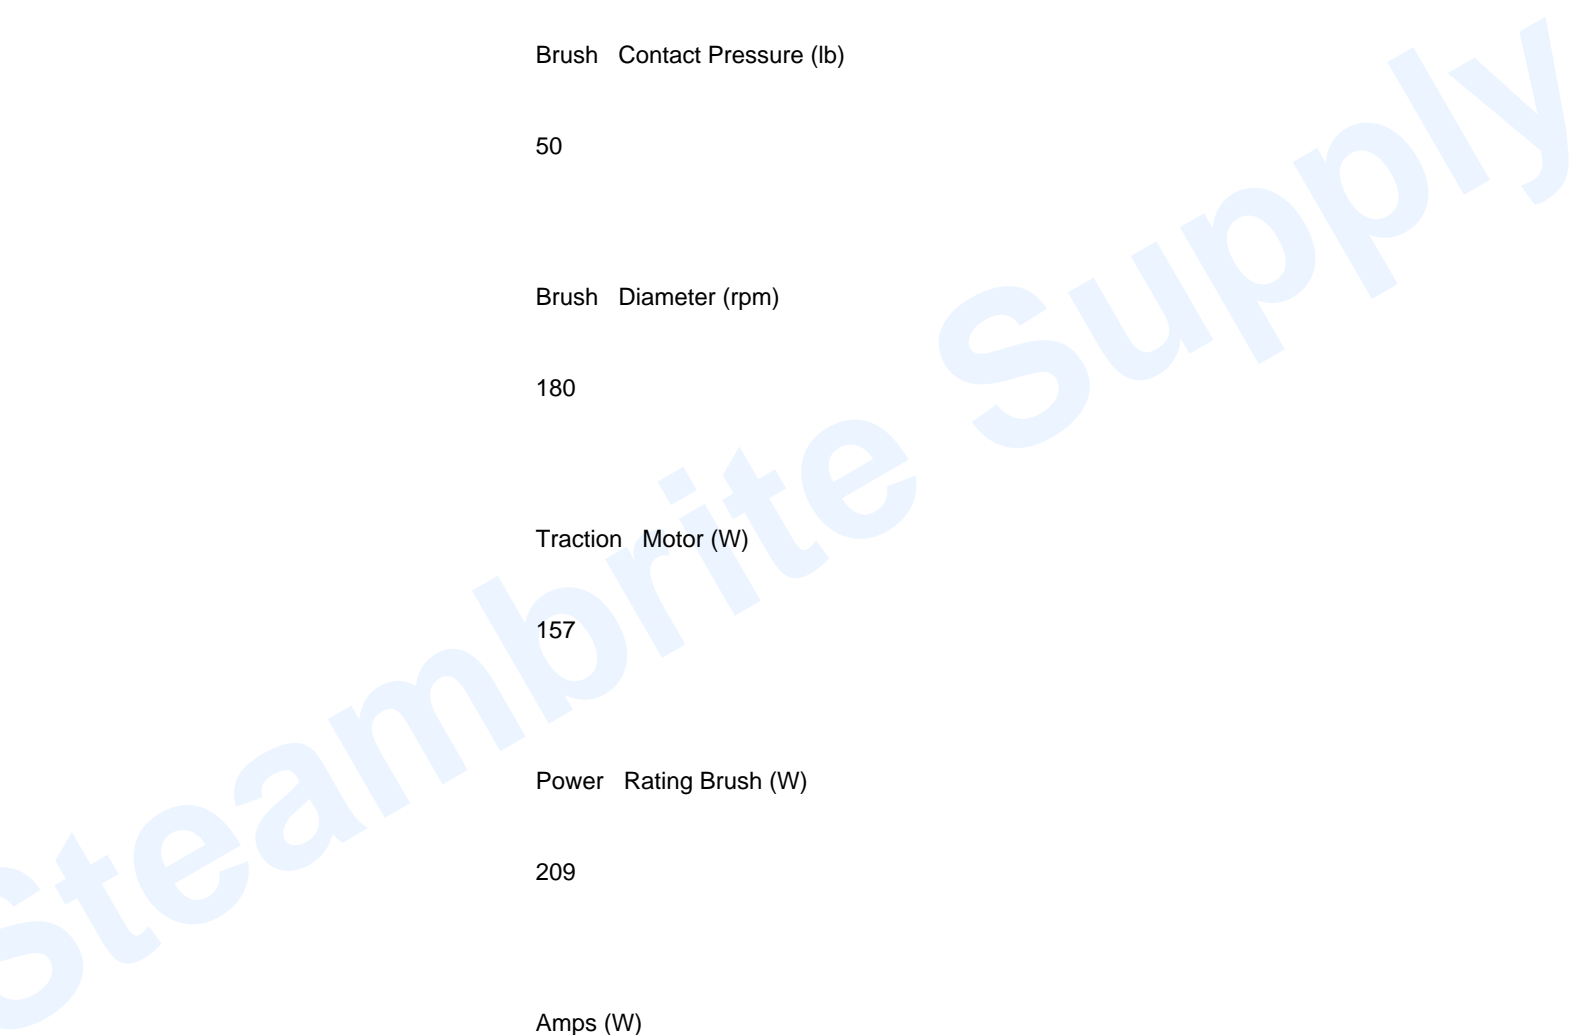 Brush Contact Pressure (lb)
50
Brush Diameter (rpm)
180
Traction Motor (W)
157
Power Rating Brush (W)
209
Amps (W)
Steambrite Supply